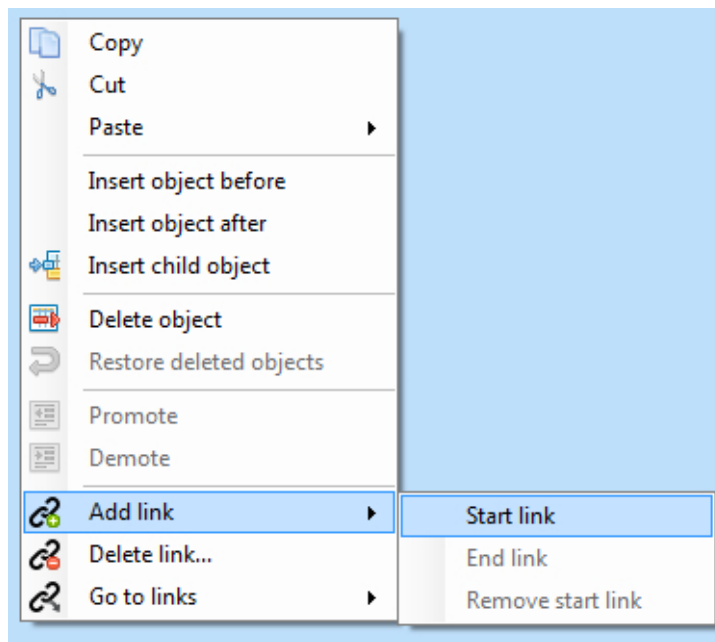 Copy
Cut
Paste
Insert object before
Insert object after
Insert child object
Delete object
Restore deleted objects
Promote
Demote
Add link
Delete link...
Go to links
Start link
End link
Remove start link